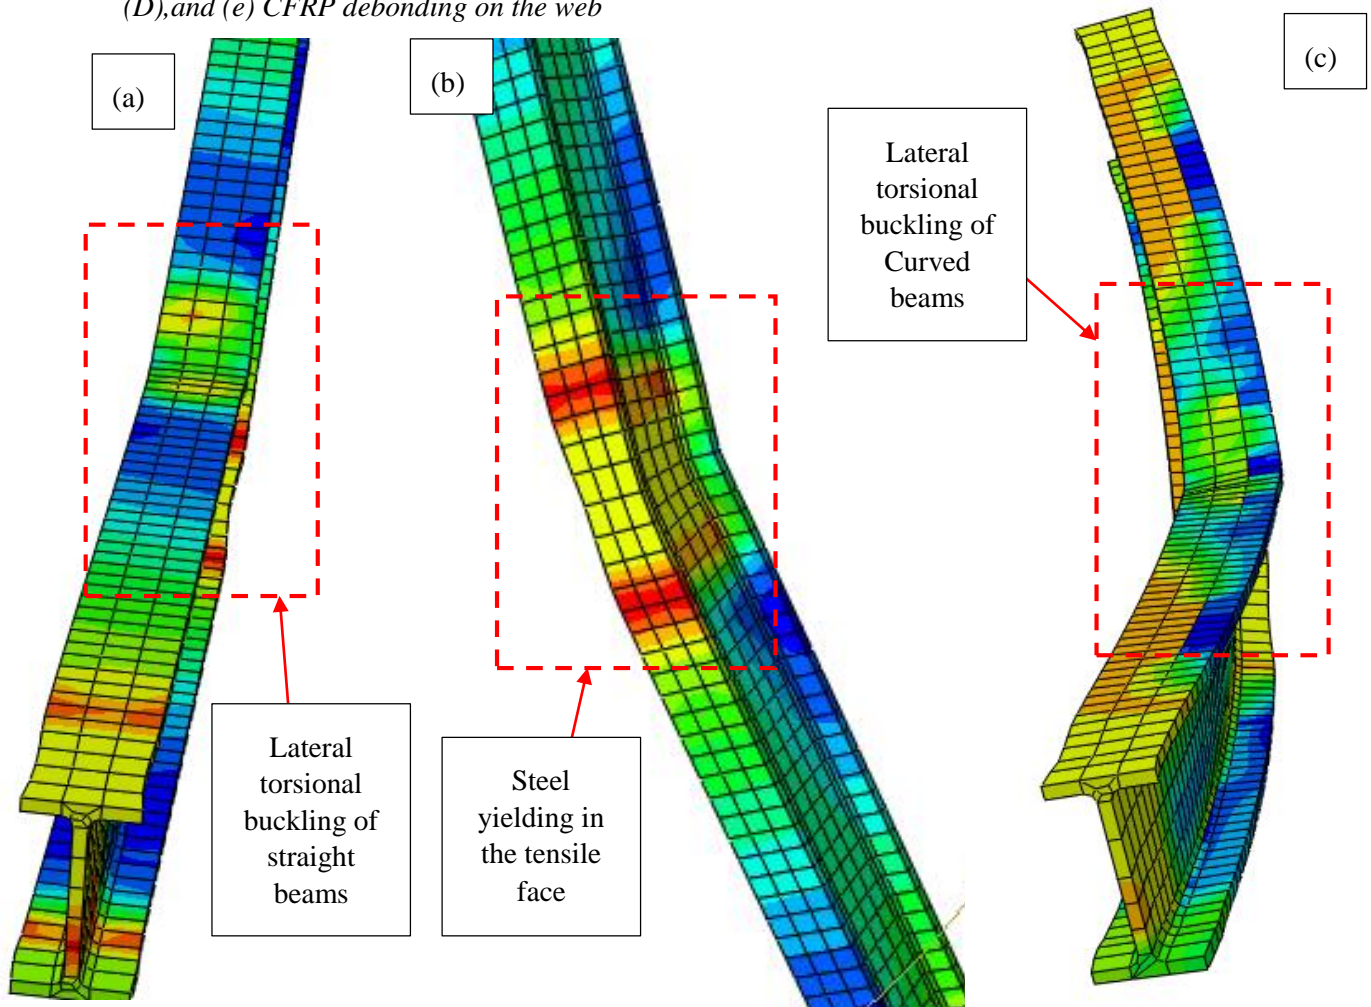 (D),and (e) CFRP debonding on the web
(a)
(b)
(c)
Lateral
torsional
buckling of
Curved
beams
Lateral
torsional
buckling of
straight
beams
Steel
yielding in
the tensile
face